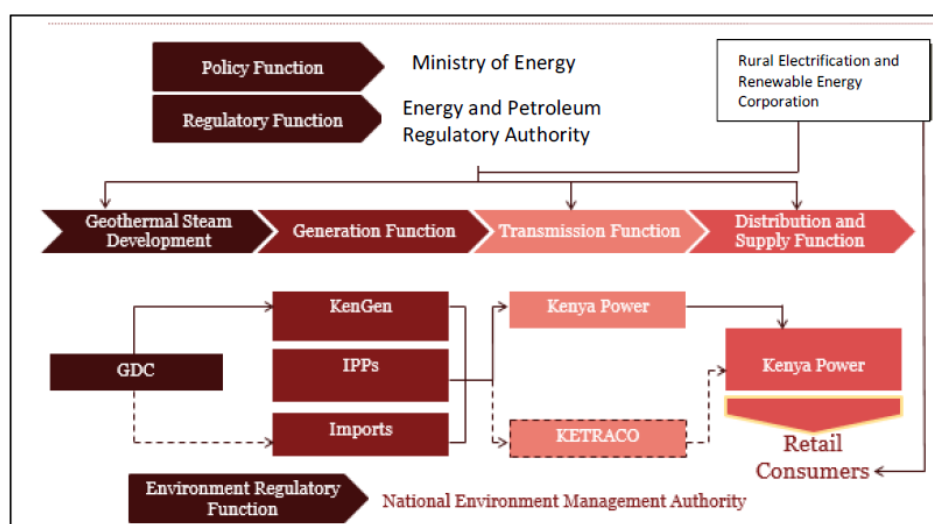 Policy Function
Ministry of Energy
Rural Electrification and
Renewable Energy
Corporation
Regulatory Function
Energy and Petroleum
Regulatory Authority
Geothermal Steam
Development
Generation Function
Transmission Function
Distribution and
Supply Function
KenGen
Kenya Power
GDC
IPPs
Kenya Power
Imports
KETRACO
Retail
Consumers
Environment Regulatory
Function
National Environment Management Authority